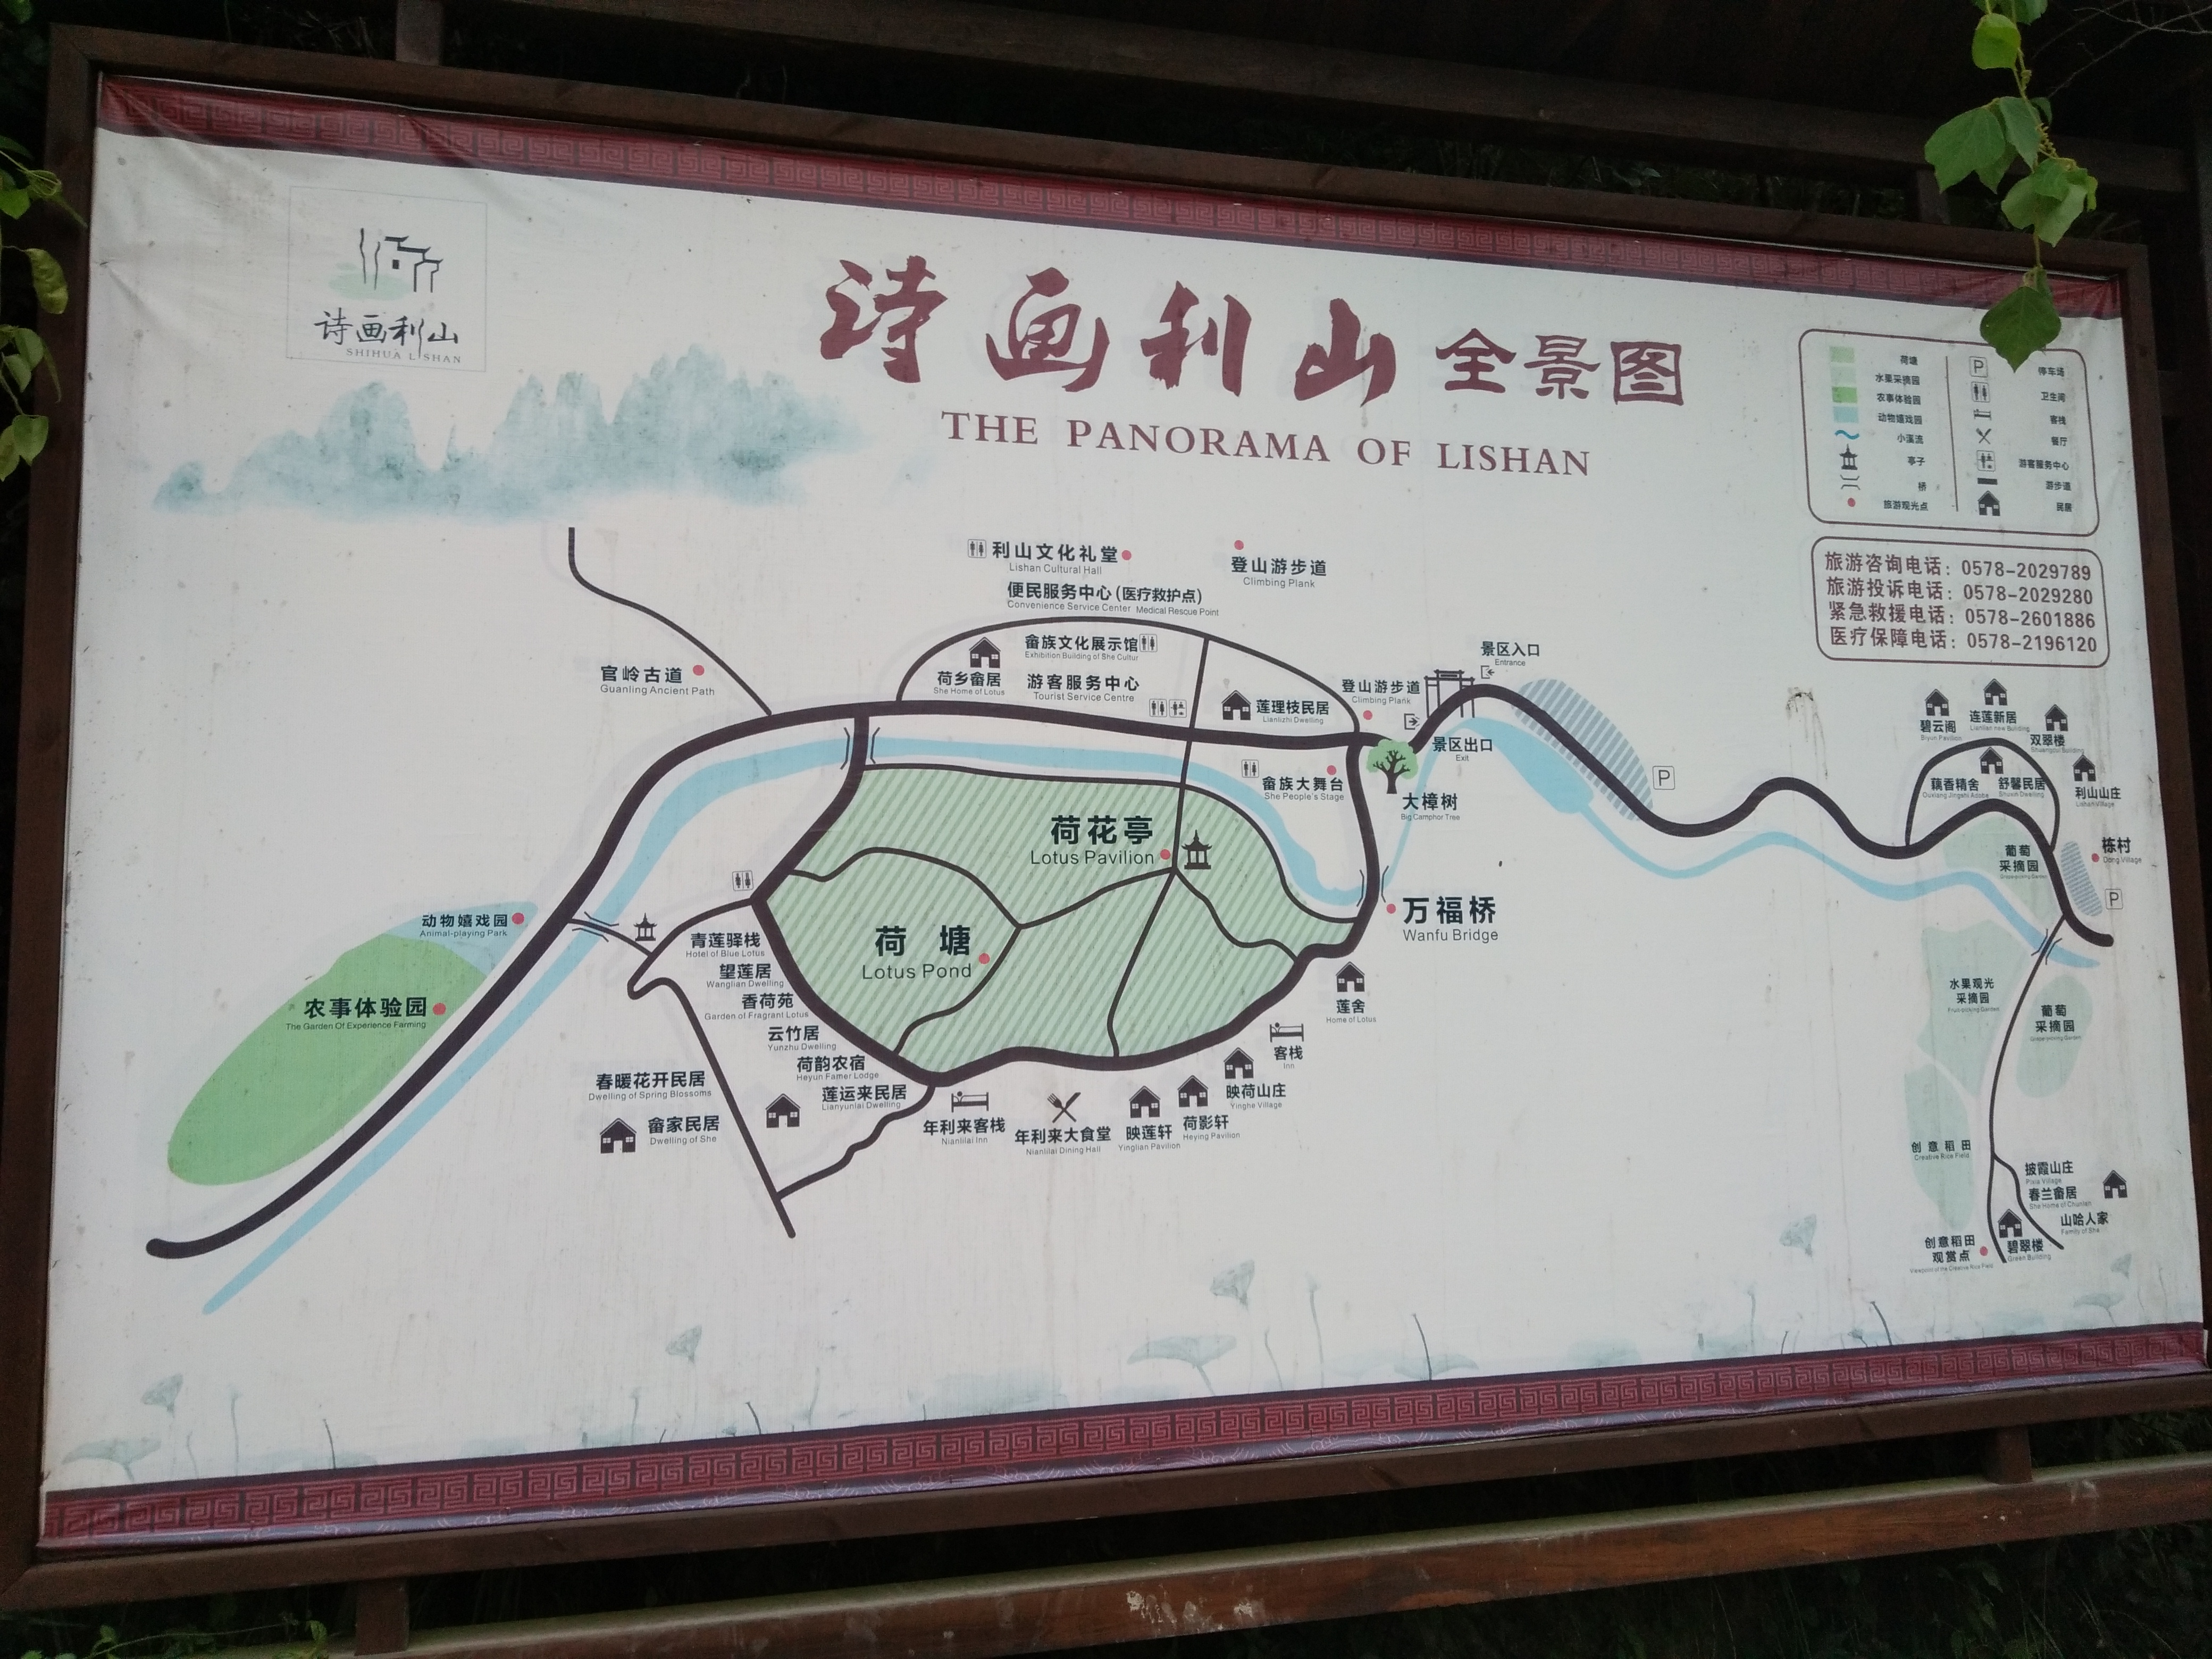 诗画利山
SHIHUA LISHAN
诗画利山全景图
THE PANORAMA OF LISHAN
荷塘
水果采摘园
农事体验园
动物嬉戏园
小溪流
亭子
桥
旅游观光点
P
停车场
卫生间
客栈
餐厅
游客服务中心
游步道
民居
旅游咨询电话：0578-2029789
旅游投诉电话：0578-2029280
紧急救援电话：0578-2601886
医疗保障电话：0578-2196120
利山文化礼堂
Lishan Cultural Hall
登山游步道
Climbing Plank
便民服务中心(医疗救护点)
Convenience Service Center Medical Rescue Point
畲族文化展示馆
Exhibition Building of She Cultur
荷乡畲居
She Home of Lotus
游客服务中心
Tourist Service Centre
莲理枝民居
Lianlizhi Dwelling
官岭古道
Guanling Ancient Path
登山游步道
Climbing Plank
景区入口
Entrance
景区出口
Exit
畲族大舞台
She People's Stage
大樟树
Big Camphor Tree
P
碧云阁
Biyun Pavilion
连莲新居
双翠楼
藕香精舍
舒馨民居
利山山庄
栋村
Dong Village
P
葡萄
采摘园
荷花亭
Lotus Pavilion
万福桥
Wanfu Bridge
荷塘
Lotus Pond
动物嬉戏园
Animal-playing Park
农事体验园
The Garden Of Experience Farming
青莲驿栈
Hotel of Blue Lotus
望莲居
Wanglian Dwelling
香荷苑
Garden of Fragrant Lotus
云竹居
Yunzhu Dwelling
荷韵农宿
Heyun Famer Lodge
莲运来民居
Lianyunlai Dwelling
春暖花开民居
Dwelling of Spring Blossoms
畲家民居
Dwelling of She
年利来客栈
Nianlilai Inn
年利来大食堂
Nianlilai Dining Hall
映莲轩
Yinglian Pavilion
荷影轩
Heying Pavilion
映荷山庄
Yinghe Village
客栈
Inn
莲舍
Home of Lotus
水果观光
采摘园
葡萄
采摘园
创意稻田
Creative Rice Field
披霞山庄
Pixia Village
春兰畲居
She Home of Chunlan
山哈人家
Family of She
碧翠楼
Green Building
创意稻田
观赏点
Viewpoint of the Creative Rice Field